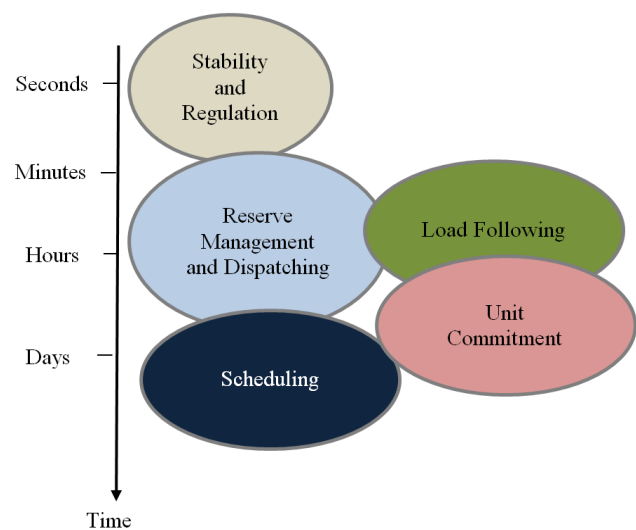 Stability
and
Regulation
Seconds
Minutes
Reserve
Management
and Dispatching
Load Following
Hours
Unit
Commitment
Days
Scheduling
Time